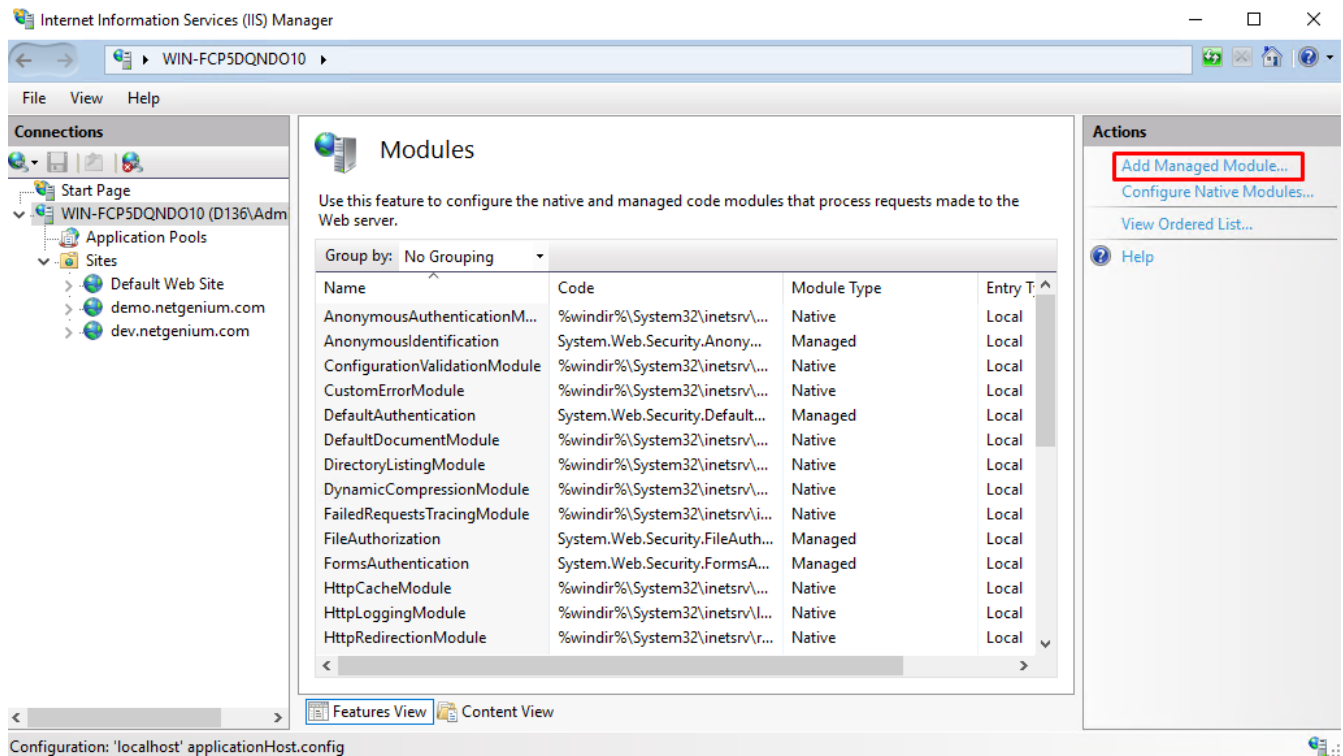 Internet Information Services (IIS) Manager
WIN-FCP5DQNDO10
File View Help
Connections
Start Page
WIN-FCP5DQNDO10 (D136\Adm
Application Pools
Sites
Default Web Site
demo.netgenium.com
dev.netgenium.com
Modules
Use this feature to configure the native and managed code modules that process requests made to the
Web server.
Group by: No Grouping
Name Code Module Type Entry T
AnonymousAuthenticationM... %windir%\System32\inetsrv\... Native Local
AnonymousIdentification System.Web.Security.Anony... Managed Local
ConfigurationValidationModule %windir%\System32\inetsrv\... Native Local
CustomErrorModule %windir%\System32\inetsrv\... Native Local
DefaultAuthentication System.Web.Security.Default... Managed Local
DefaultDocumentModule %windir%\System32\inetsrv\... Native Local
DirectoryListingModule %windir%\System32\inetsrv\... Native Local
DynamicCompressionModule %windir%\System32\inetsrv\... Native Local
FailedRequestsTracingModule %windir%\System32\inetsrv\i... Native Local
FileAuthorization System.Web.Security.FileAuth... Managed Local
FormsAuthentication System.Web.Security.FormsA... Managed Local
HttpCacheModule %windir%\System32\inetsrv\... Native Local
HttpLoggingModule %windir%\System32\inetsrv\l... Native Local
HttpRedirectionModule %windir%\System32\inetsrv\r... Native Local
Features View Content View
Actions
Add Managed Module...
Configure Native Modules...
View Ordered List...
Help
Configuration: 'localhost' applicationHost.config